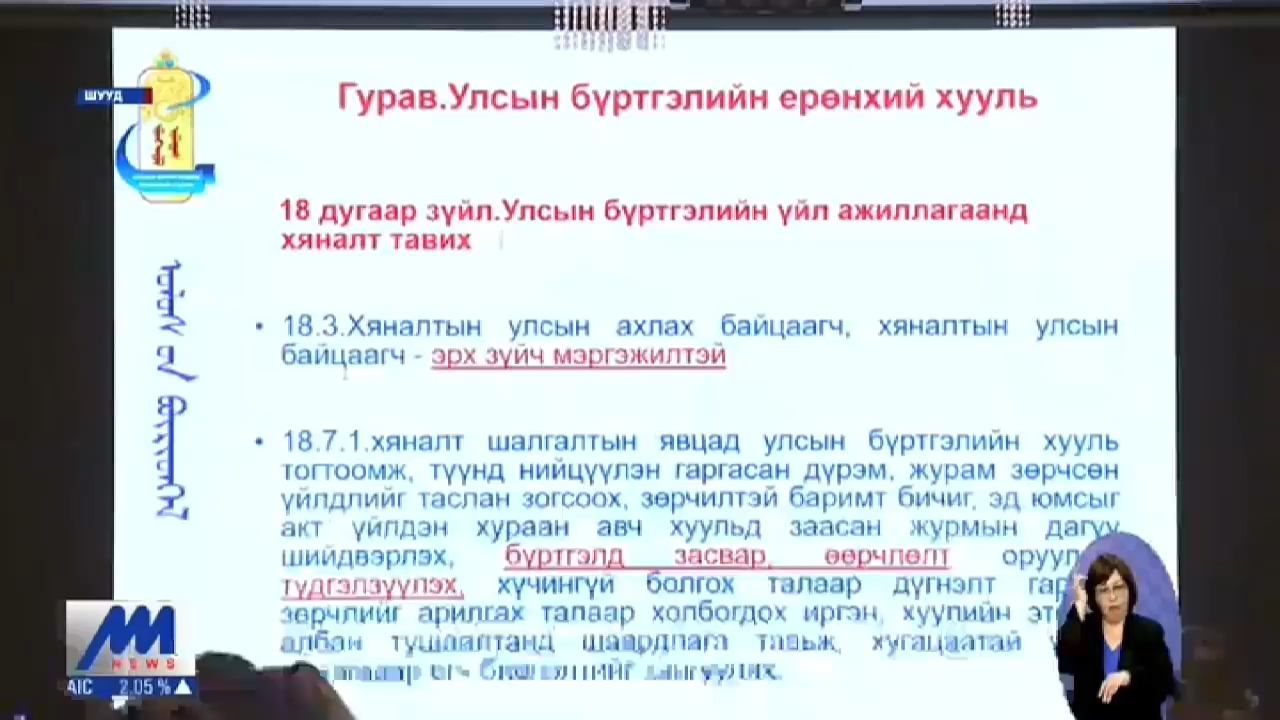 Гурав.Улсын бүртгэлийн ерөнхий хууль
ШУУД
18 дугаар зүйл.Улсын бүртгэлийн үйл ажиллагаанд
хяналт тавих
• 18.3.Хяналтын улсын ахлах байцаагч, хяналтын улсын
байцаагч - эрх зүйч мэргэжилтэй
• 18.7.1.хяналт шалгалтын явцад улсын бүртгэлийн хууль
тогтоомж, түүнд нийцүүлэн гаргасан дүрэм, журам зөрчсөн
үйлдлийг таслан зогсоох, зөрчилтэй баримт бичиг, эд юмсыг
акт үйлдэн хураан авч хуульд заасан журмын дагуу
шийдвэрлэх, бүртгэлд засвар, өөрчлөлт
түдгэлзүүлэх, хүчингүй болгох талаар дүгнэлт
зөрчлийг арилгах талаар холбогдох иргэн, хуулийн
албан тушаалтанд шаардлага тавьж, хугацаатай
M
NEWS
AIC 2.05 % ▲